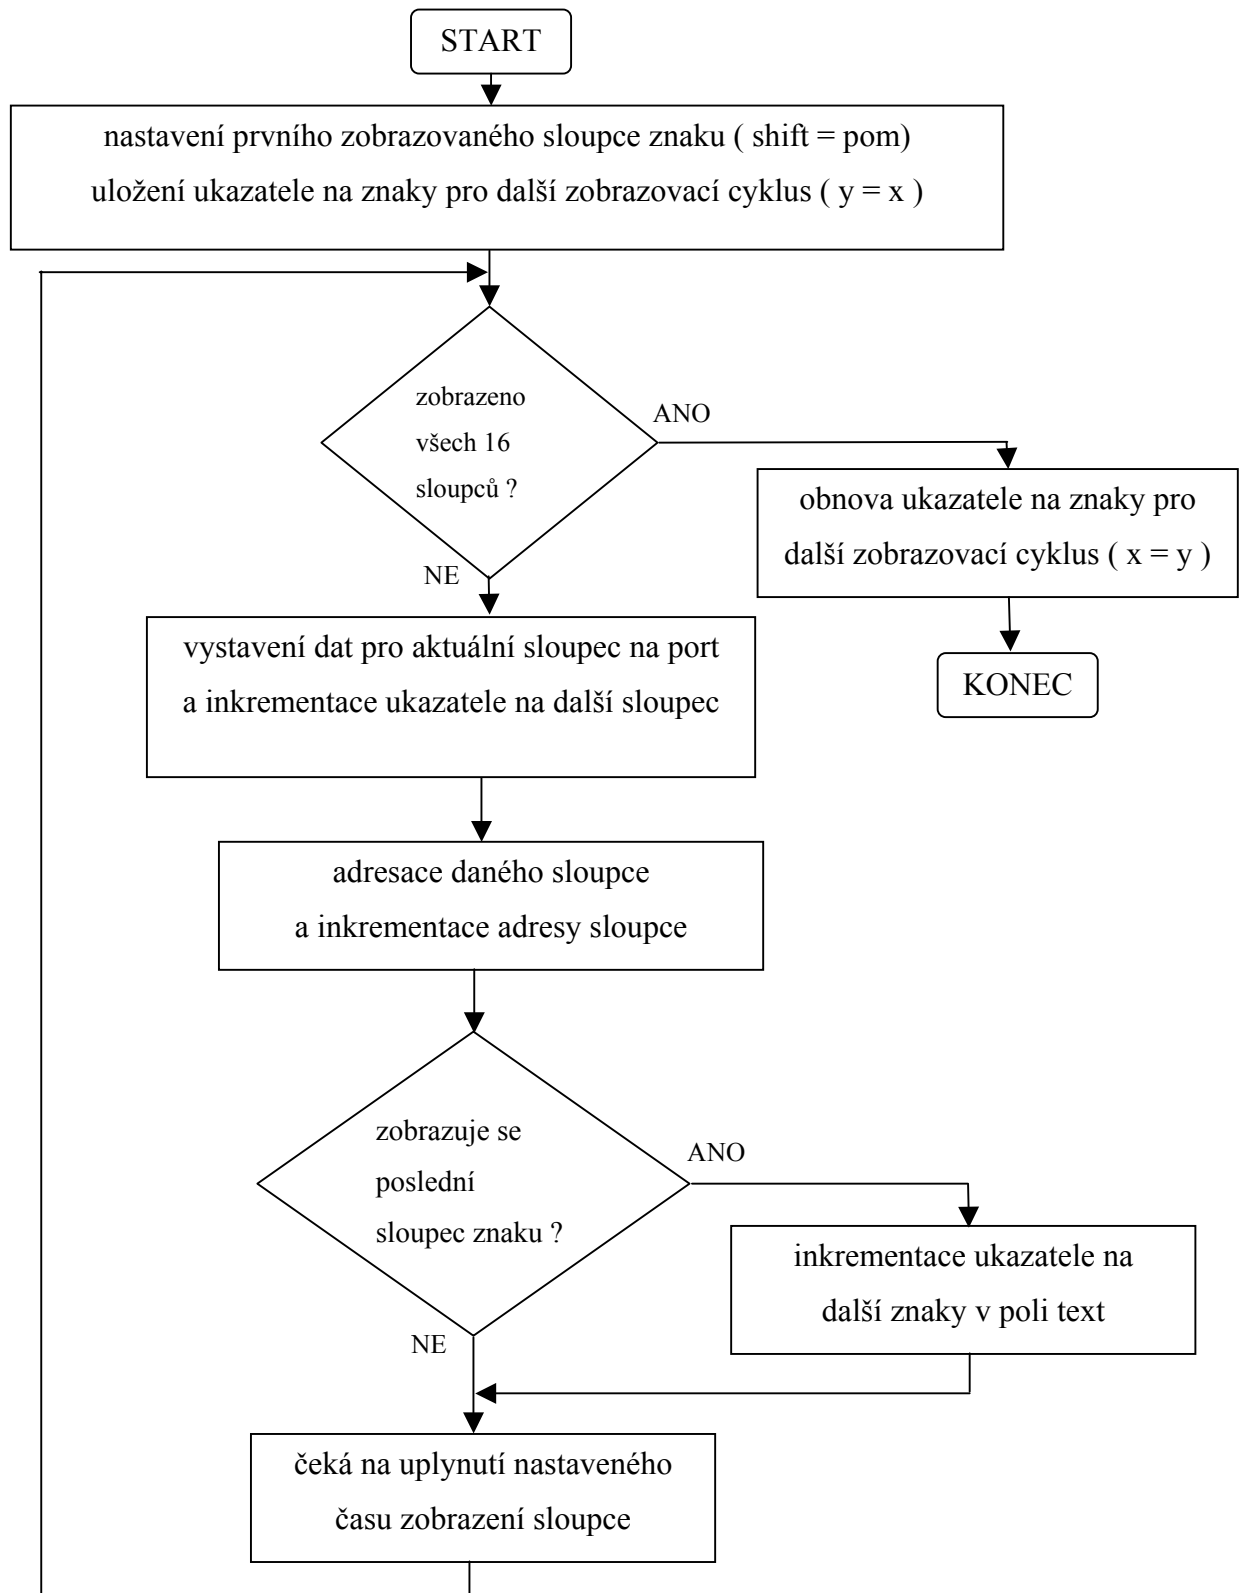 START
nastavení prvního zobrazovaného sloupce znaku ( shift = pom)
uložení ukazatele na znaky pro další zobrazovací cyklus ( y = x )
zobrazeno
všech 16
sloupců ?
ANO
NE
obnova ukazatele na znaky pro
další zobrazovací cyklus ( x = y )
KONEC
vystavení dat pro aktuální sloupec na port
a inkrementace ukazatele na další sloupec
adresace daného sloupce
a inkrementace adresy sloupce
zobrazuje se
poslední
sloupec znaku ?
ANO
NE
inkrementace ukazatele na
další znaky v poli text
čeká na uplynutí nastaveného
času zobrazení sloupce